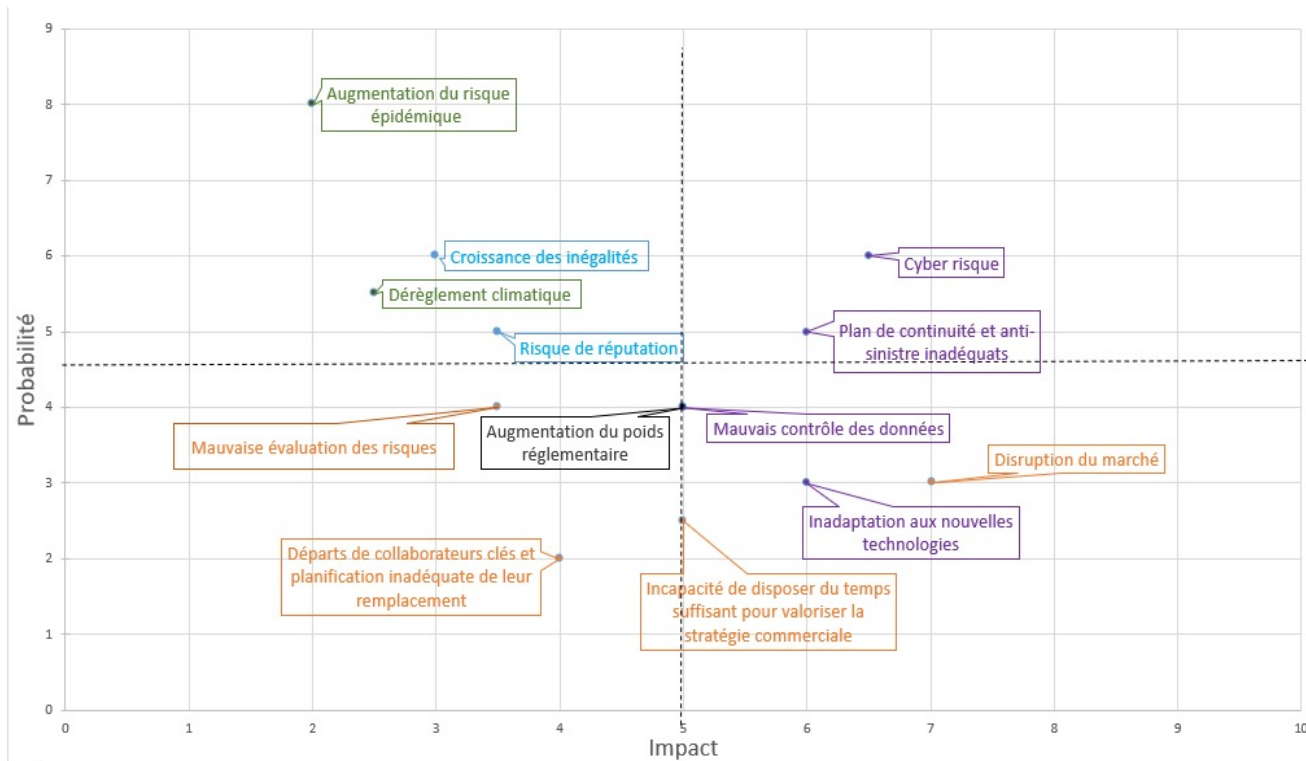 9
Augmentation du risque
épidémique
8
7
6
Croissance des inégalités
Cyber risque
Dérèglement climatique
5
Plan de continuité et anti-
sinistre inadéquats
Risque de réputation
Probabilité
4
Mauvaise évaluation des risques
Augmentation du poids
réglementaire
Mauvais contrôle des données
Disruption du marché
3
Inadaptation aux nouvelles
technologies
2
Départs de collaborateurs clés et
planification inadéquate de leur
remplacement
Incapacité de disposer du temps
suffisant pour valoriser la
stratégie commerciale
1
0
0 1 2 3 4 5 6 7 8 9 10
Impact